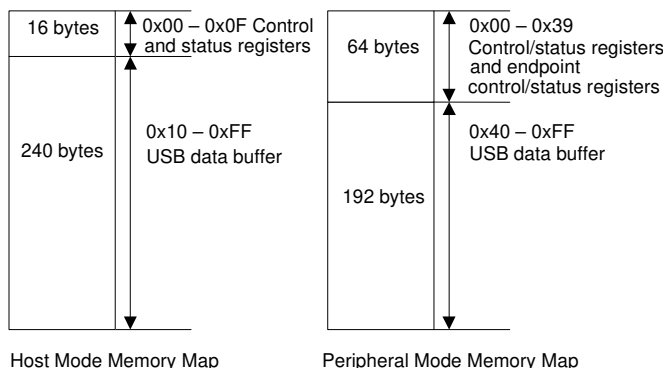 16 bytes
0x00 – 0x0F Control
and status registers
240 bytes
0x10 – 0xFF
USB data buffer
Host Mode Memory Map
64 bytes
0x00 – 0x39
Control/status registers
and endpoint
control/status registers
192 bytes
0x40 – 0xFF
USB data buffer
Peripheral Mode Memory Map